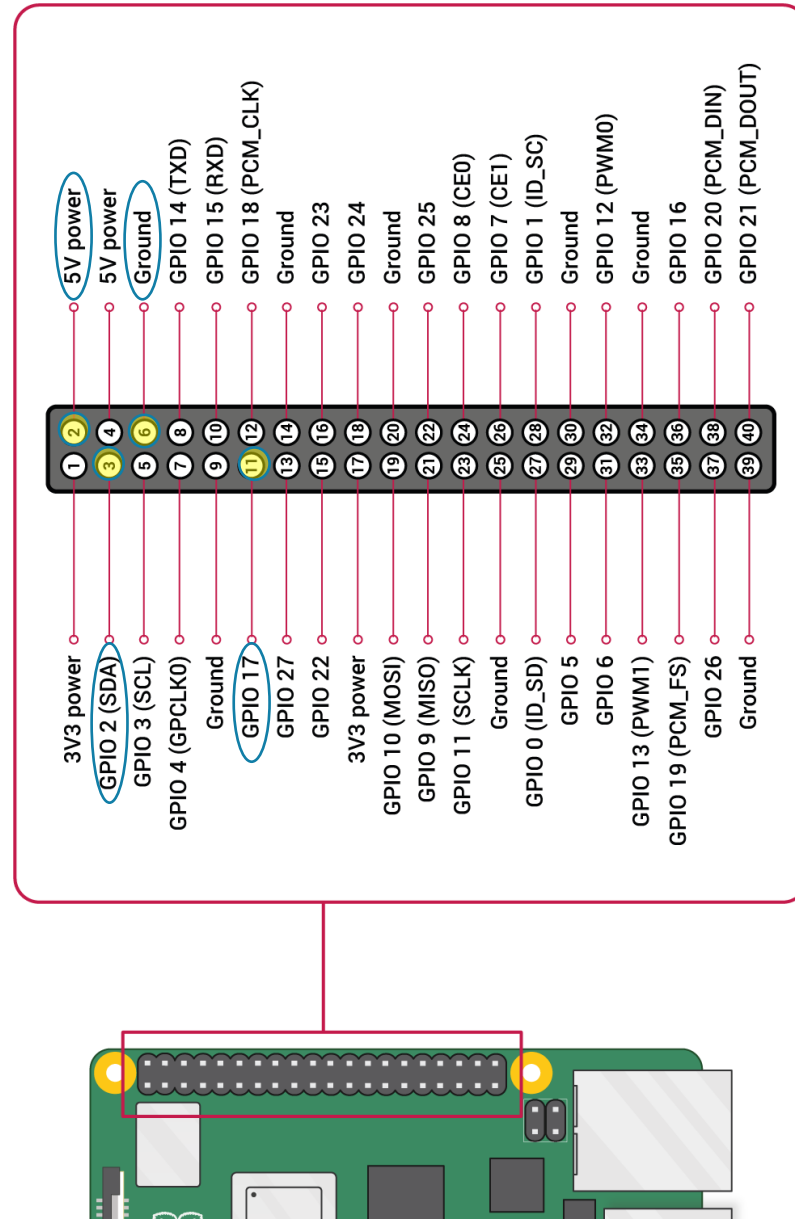 5V power
5V power
Ground
GPIO 14 (TXD)
GPIO 15 (RXD)
GPIO 18 (PCM_CLK)
Ground
GPIO 23
GPIO 24
Ground
GPIO 25
GPIO 8 (CE0)
GPIO 7 (CE1)
GPIO 1 (ID_SC)
Ground
GPIO 12 (PWM0)
Ground
GPIO 16
GPIO 20 (PCM_DIN)
GPIO 21 (PCM_DOUT)
2 4 6 8 10 12 14 16 18 20 22 24 26 28 30 32 34 36 38 40
1 3 5 7 9 11 13 15 17 19 21 23 25 27 29 31 33 35 37 39
3V3 power
GPIO 2 (SDA)
GPIO 3 (SCL)
GPIO 4 (GPCLK0)
Ground
GPIO 17
GPIO 27
GPIO 22
3V3 power
GPIO 10 (MOSI)
GPIO 9 (MISO)
GPIO 11 (SCLK)
Ground
GPIO 0 (ID_SD)
GPIO 5
GPIO 6
GPIO 13 (PWM1)
GPIO 19 (PCM_FS)
GPIO 26
Ground